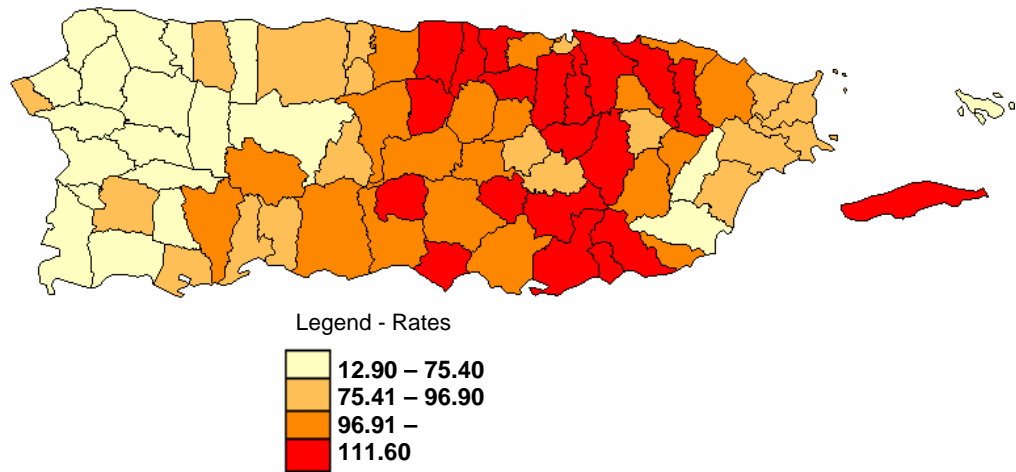 Legend - Rates
12.90 – 75.40
75.41 – 96.90
96.91 –
111.60